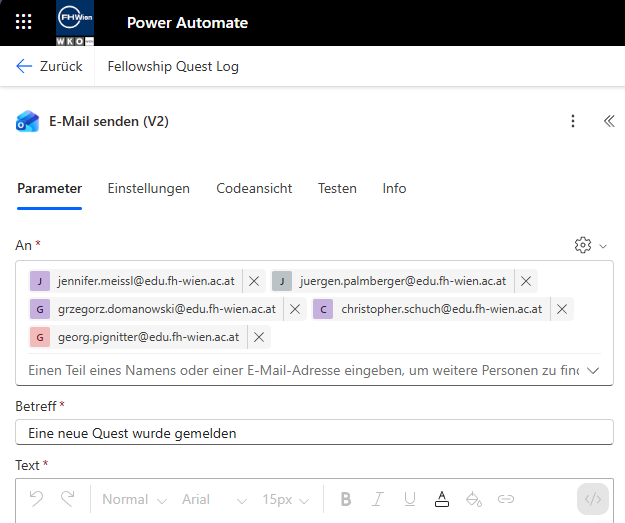 FHWien
WKO
Power Automate
Zurück Fellowship Quest Log
E-Mail senden (V2)
Parameter Einstellungen Codeansicht Testen Info
An *
J jennifer.meissl@edu.fh-wien.ac.at J juergen.palmberger@edu.fh-wien.ac.at
G grzegorz.domanowski@edu.fh-wien.ac.at C christopher.schuch@edu.fh-wien.ac.at
G georg.pignitter@edu.fh-wien.ac.at
Einen Teil eines Namens oder einer E-Mail-Adresse eingeben, um weitere Personen zu find
Betreff *
Eine neue Quest wurde gemelden
Text *
Normal Arial 15px B I U A </>